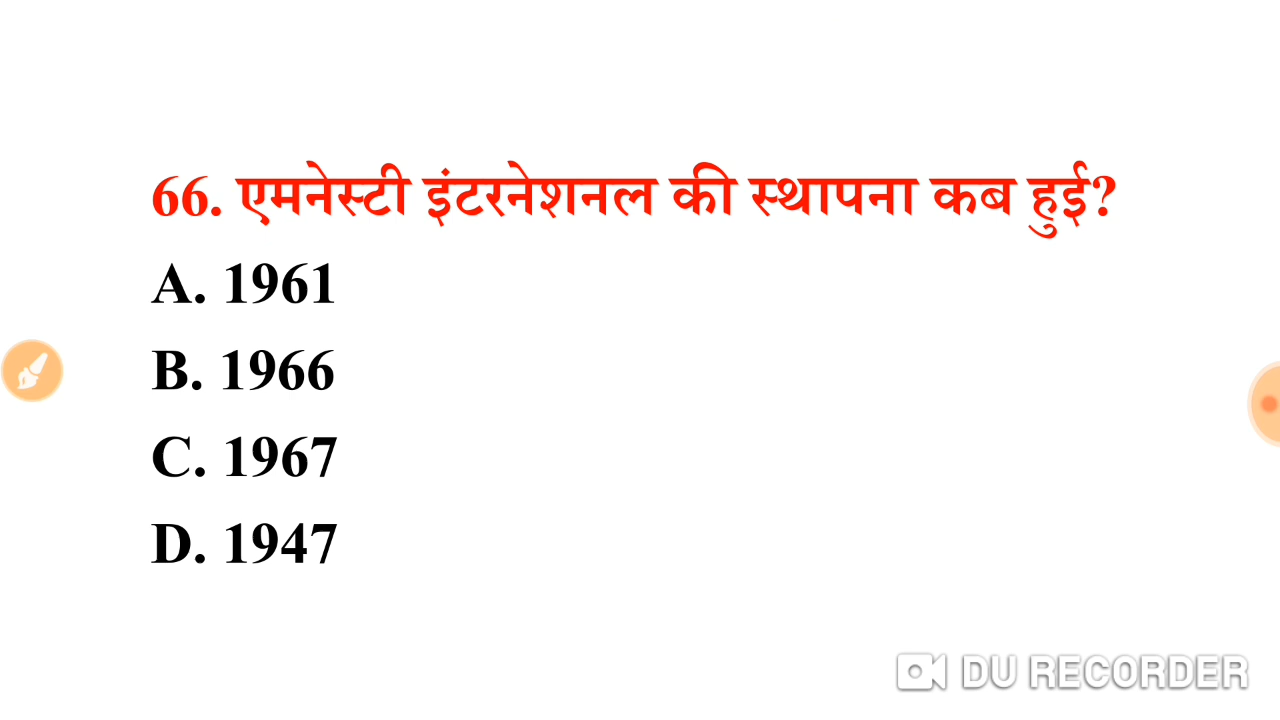 66. एमनेस्टी इंटरनेशनल की स्थापना कब हुई?
A. 1961
B. 1966
C. 1967
D. 1947
DU RECORDER